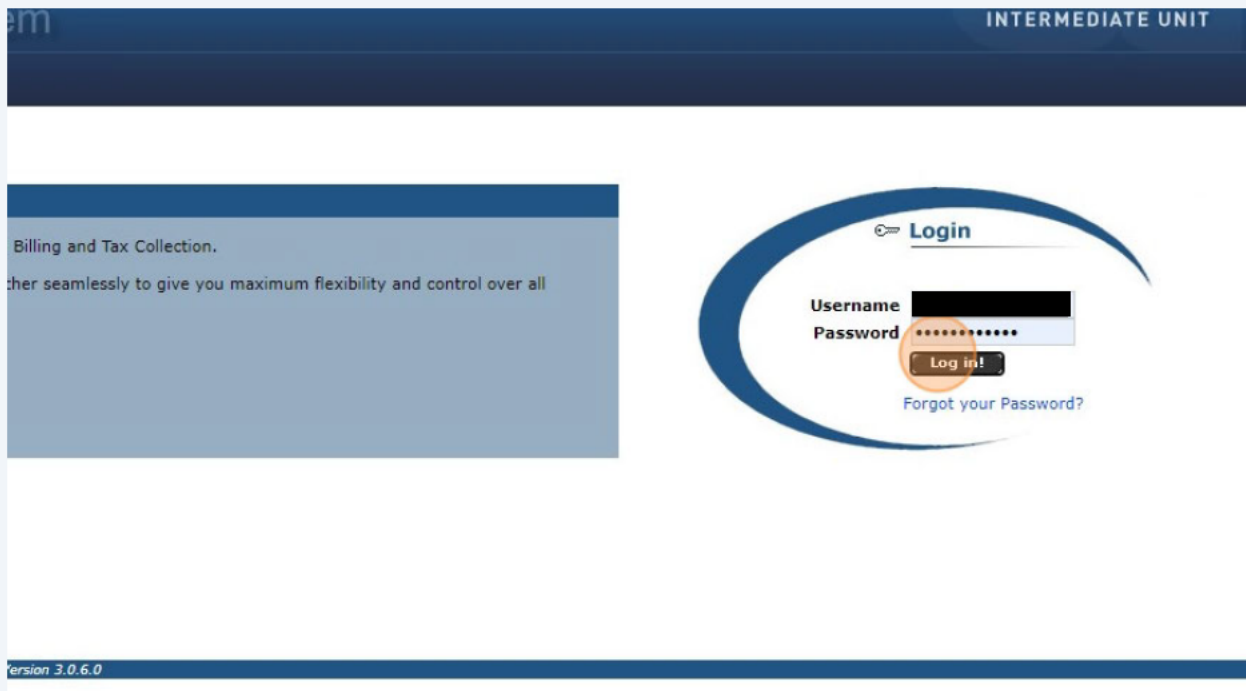 em
INTERMEDIATE UNIT
Billing and Tax Collection.
ther seamlessly to give you maximum flexibility and control over all
Login
Username
Password ••••••••••••
Log in!
Forgot your Password?
Version 3.0.6.0